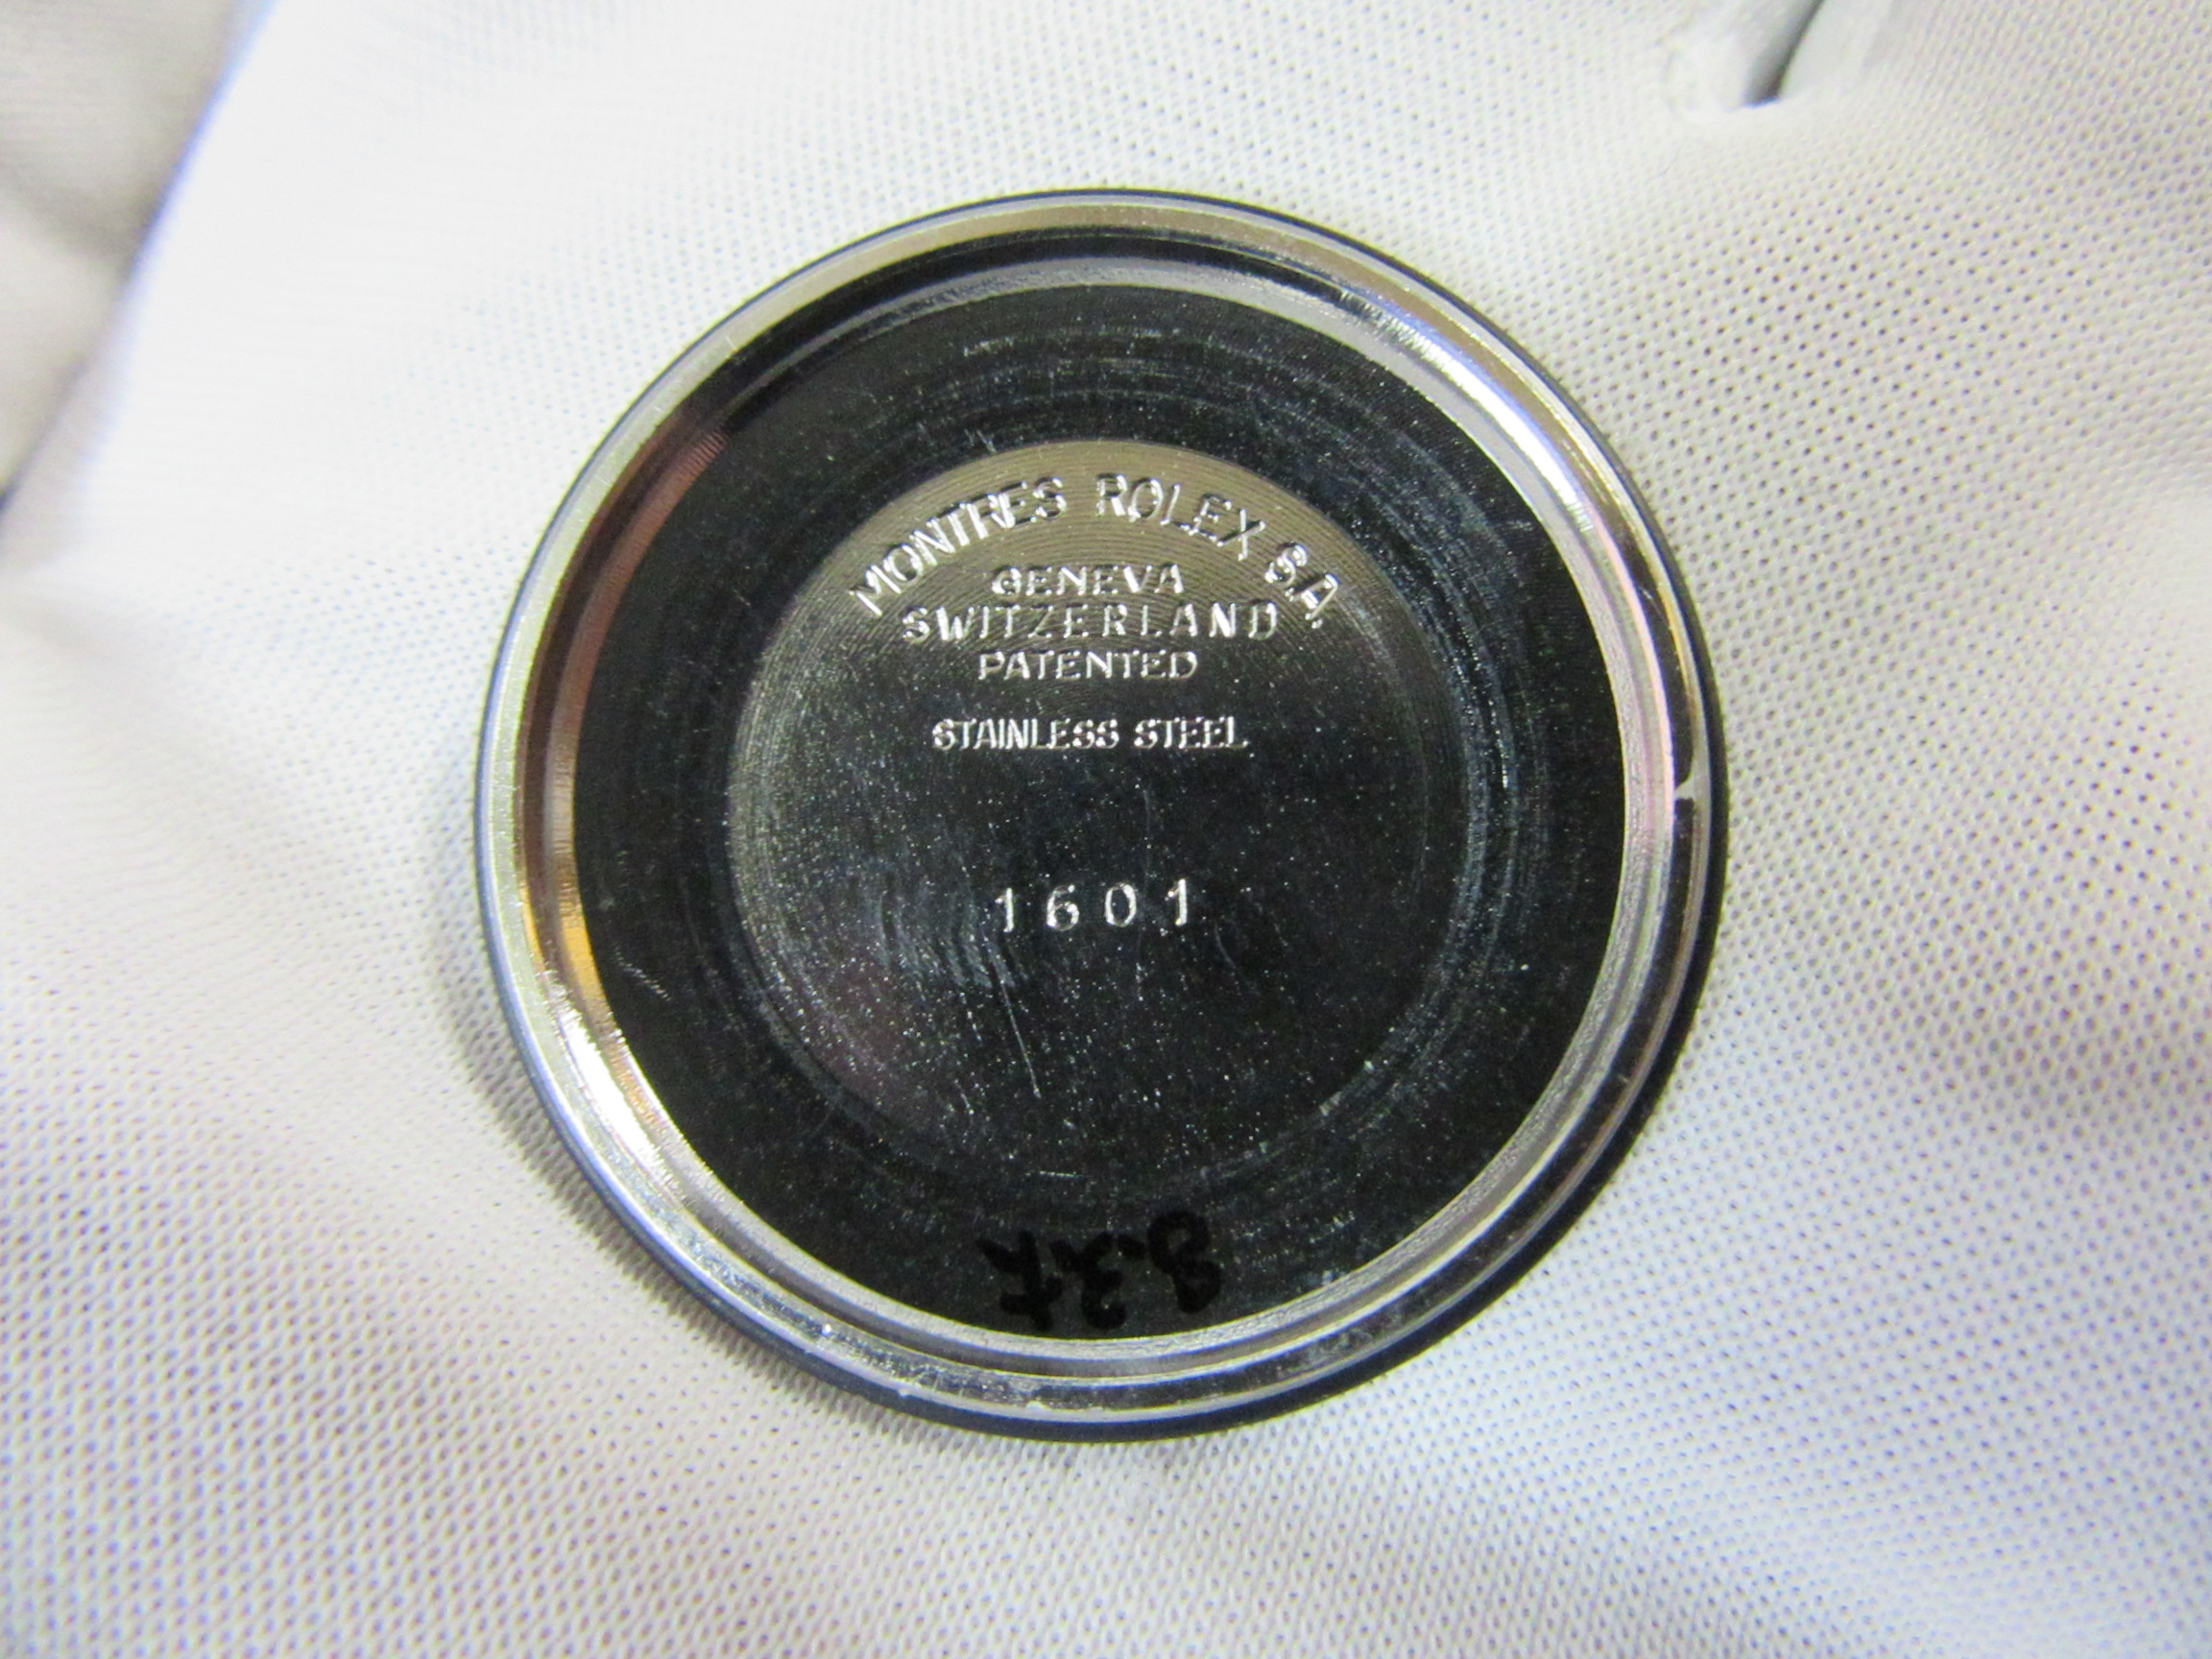 MONTRES ROLEX S.A.
GENEVA
SWITZERLAND
PATENTED
STAINLESS STEEL
1601